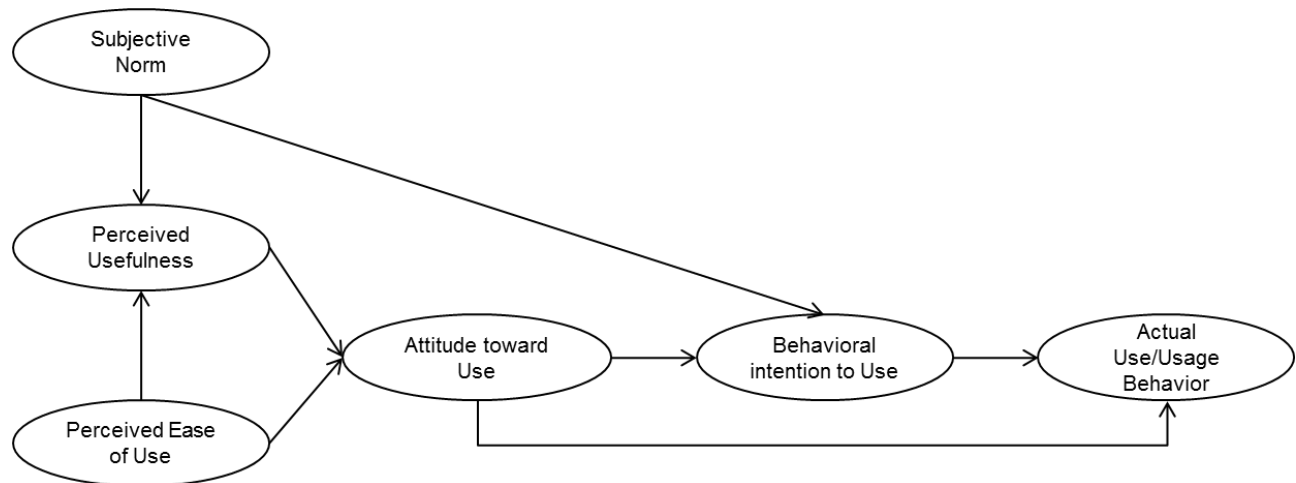 Subjective
Norm
Perceived
Usefulness
Perceived Ease
of Use
Attitude toward
Use
Behavioral
intention to Use
Actual
Use/Usage
Behavior